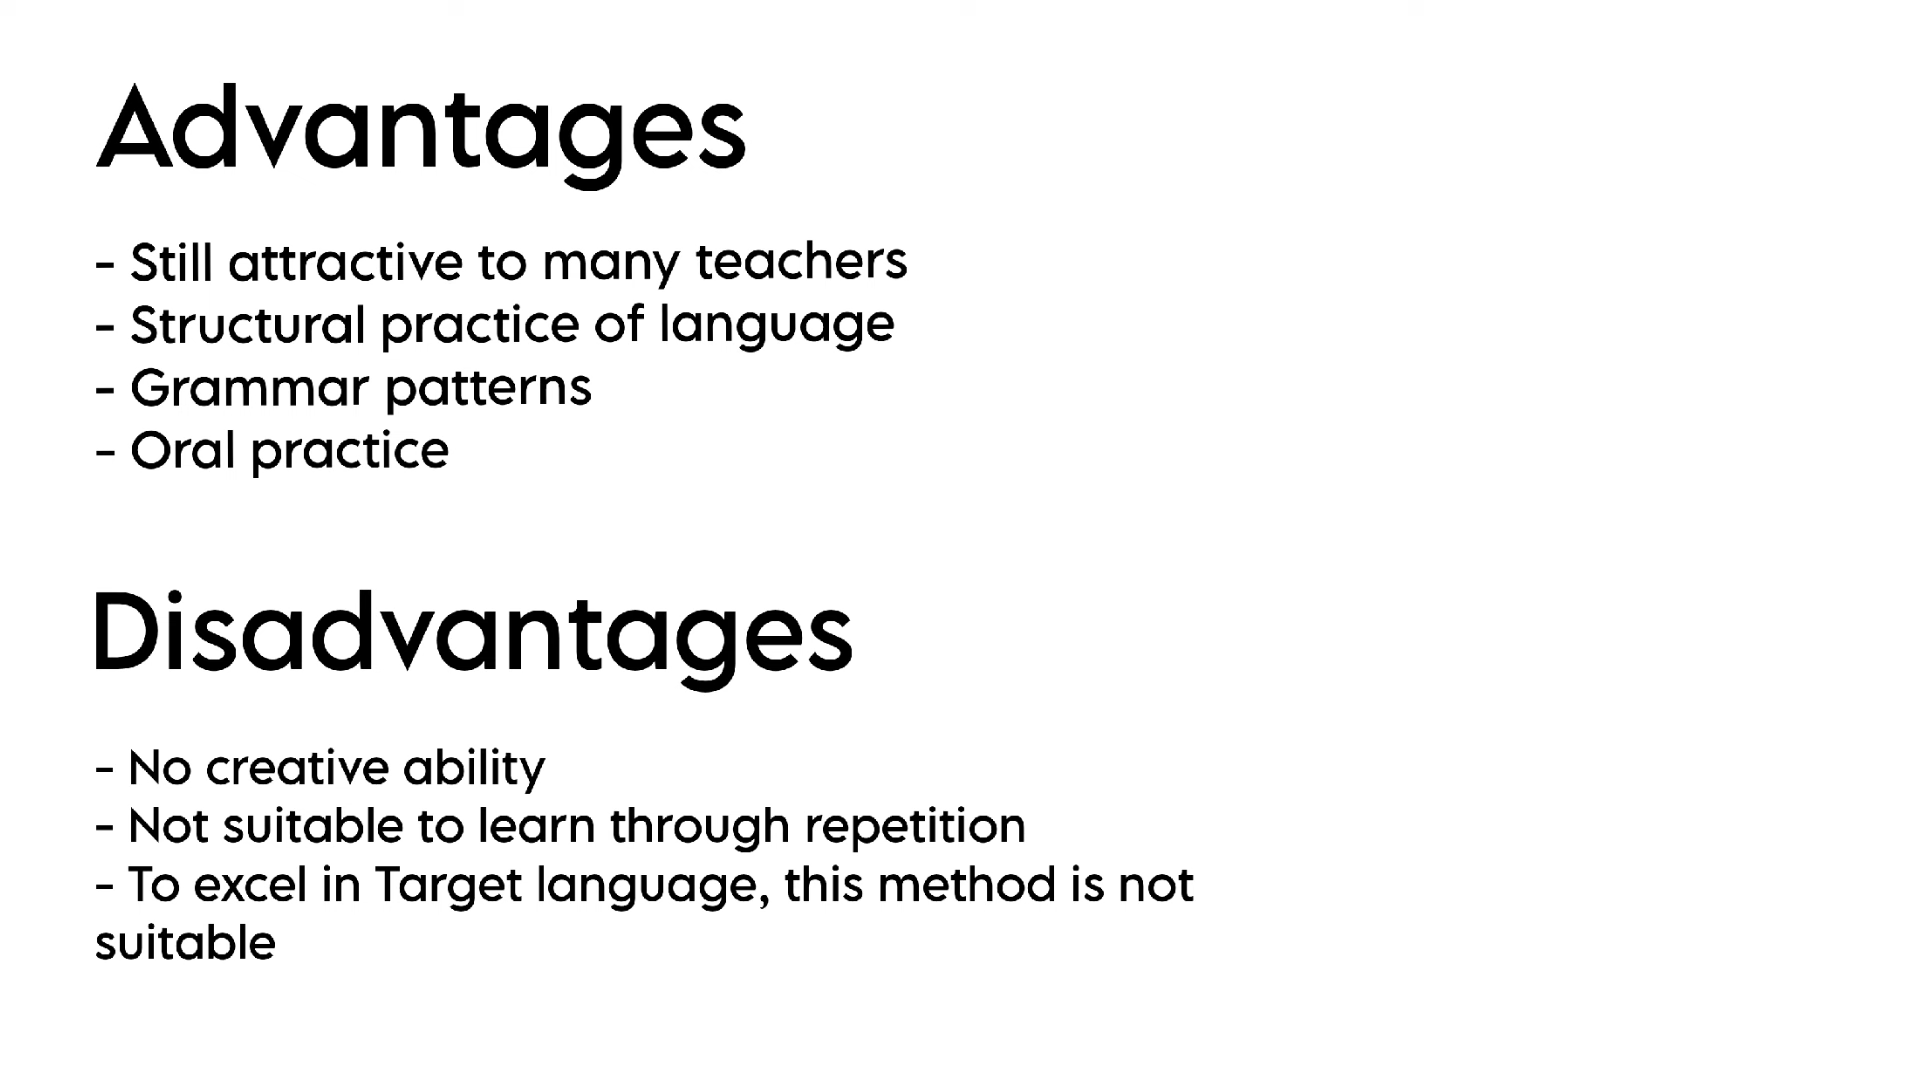 Advantages
- Still attractive to many teachers
- Structural practice of language
- Grammar patterns
- Oral practice
Disadvantages
- No creative ability
- Not suitable to learn through repetition
- To excel in Target language, this method is not
suitable